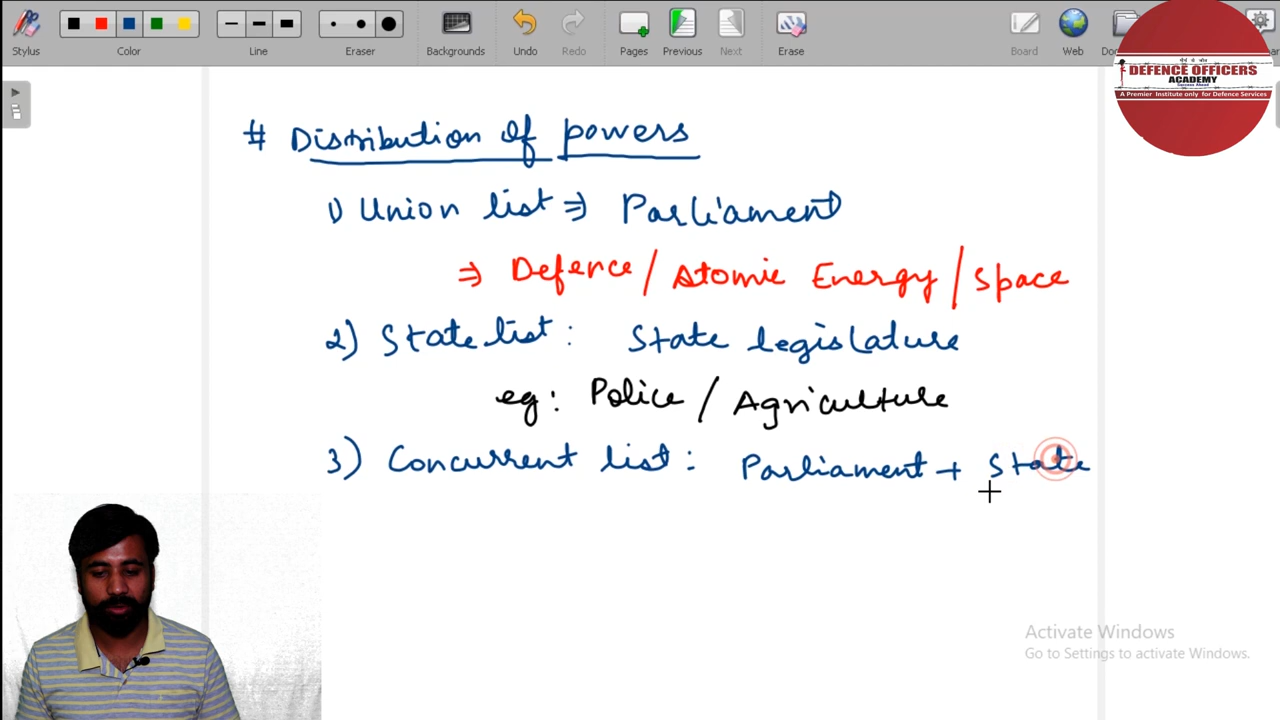 Stylus
Color
Line
Eraser
Backgrounds
Undo
Redo
Pages
Previous
Next
Erase
Board
Web
DEFENCE OFFICERS
ACADEMY
Success Ahead
A Premier Institute only for Defence Services
# Distribution of powers
1) Union list ⇒ Parliament
⇒ Defence / Atomic Energy / Space
2) State list : State legislature
eg : Police / Agriculture
3) Concurrent list : Parliament + State
Activate Windows
Go to Settings to activate Windows.